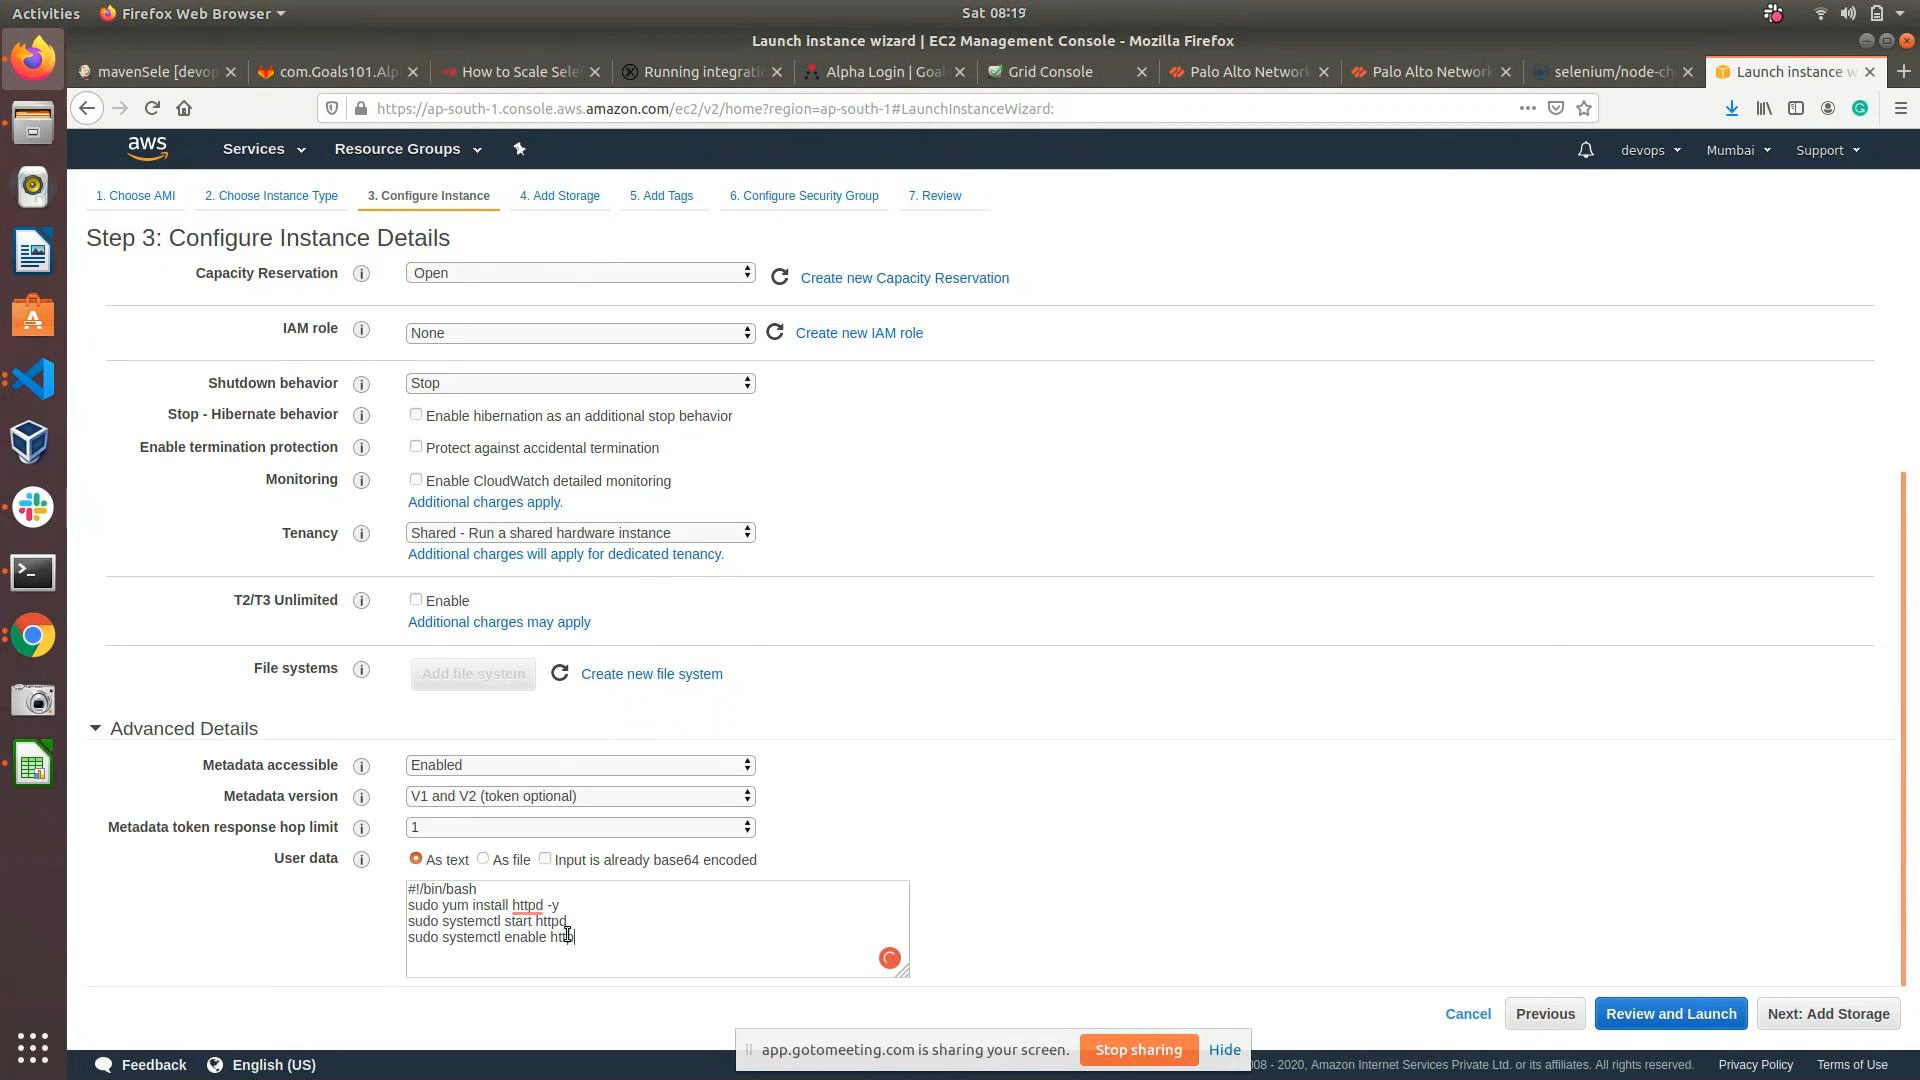 Activities
Firefox Web Browser
Sat 08:19
Launch instance wizard | EC2 Management Console - Mozilla Firefox
mavenSele [devop
com.Goals101.Alp
How to Scale Sele
Running integrati
Alpha Login | Goal
Grid Console
Palo Alto Network
Palo Alto Network
selenium/node-ch
Launch instance w
https://ap-south-1.console.aws.amazon.com/ec2/v2/home?region=ap-south-1#LaunchInstanceWizard:
aws
Services
Resource Groups
devops
Mumbai
Support
1. Choose AMI
2. Choose Instance Type
3. Configure Instance
4. Add Storage
5. Add Tags
6. Configure Security Group
7. Review
Step 3: Configure Instance Details
Capacity Reservation
Open
Create new Capacity Reservation
IAM role
None
Create new IAM role
Shutdown behavior
Stop
Stop - Hibernate behavior
Enable hibernation as an additional stop behavior
Enable termination protection
Protect against accidental termination
Monitoring
Enable CloudWatch detailed monitoring
Additional charges apply.
Tenancy
Shared - Run a shared hardware instance
Additional charges will apply for dedicated tenancy.
T2/T3 Unlimited
Enable
Additional charges may apply
File systems
Add file system
Create new file system
Advanced Details
Metadata accessible
Enabled
Metadata version
V1 and V2 (token optional)
Metadata token response hop limit
1
User data
As text
As file
Input is already base64 encoded
#!/bin/bash
sudo yum install httpd -y
sudo systemctl start httpd
sudo systemctl enable http
Cancel
Previous
Review and Launch
Next: Add Storage
app.gotomeeting.com is sharing your screen.
Stop sharing
Hide
Feedback
English (US)
08 - 2020, Amazon Internet Services Private Ltd. or its affiliates. All rights reserved.
Privacy Policy
Terms of Use